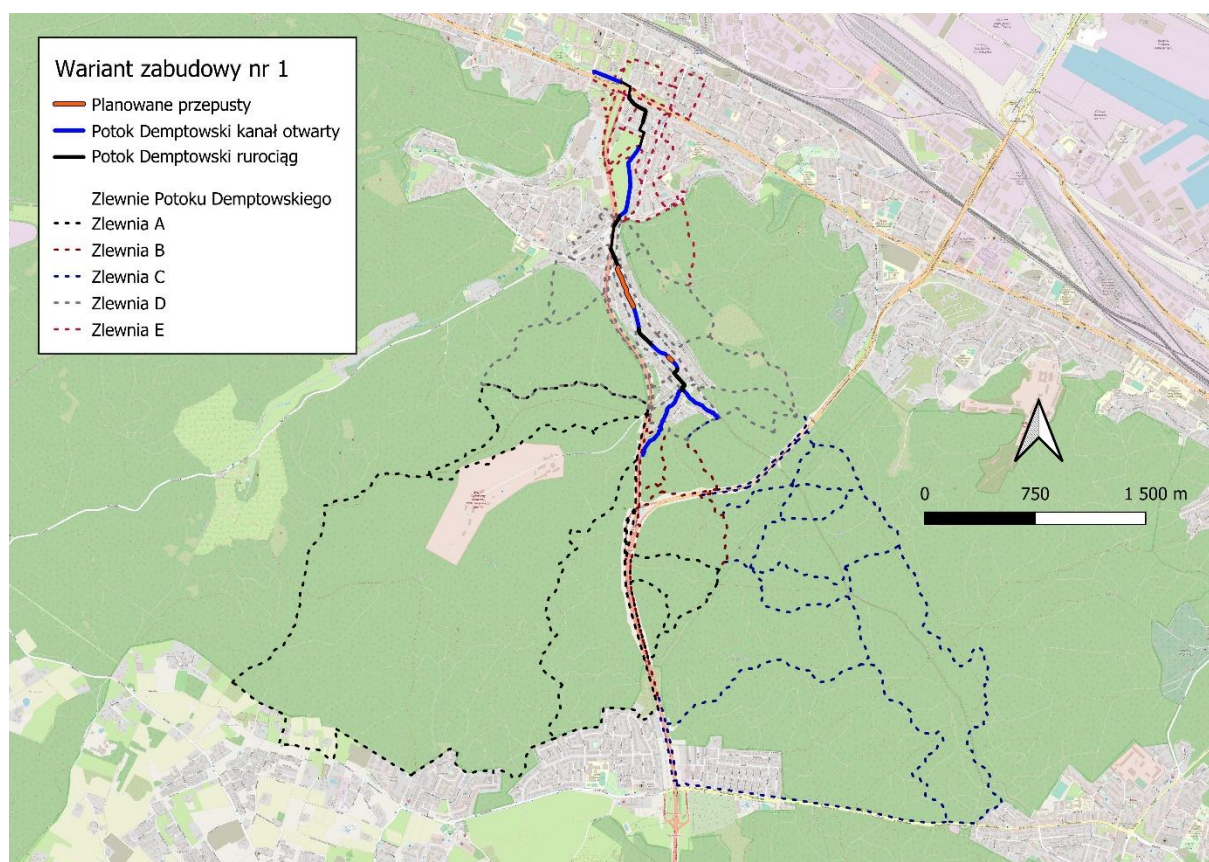 Wariant zabudowy nr 1
Planowane przepusty
Potok Demptowski kanał otwarty
Potok Demptowski rurociąg
Zlewnie Potoku Demptowskiego
Zlewnia A
Zlewnia B
Zlewnia C
Zlewnia D
Zlewnia E
0 750 1 500 m